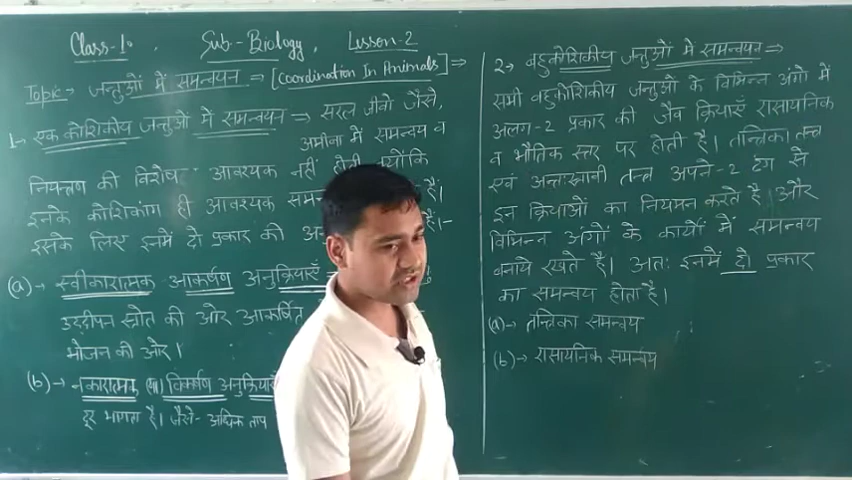 Class-10, Sub-Biology, Lesson-2
Topic- जन्तुओं में समन्वयन ⇒ [Coordination In Animals] ⇒
1→ एक कोशिकीय जन्तुओं में समन्वयन ⇒ सरल जीवो जैसे,
अमीबा में समन्वय व
नियन्त्रण की विशेष आवश्यक नहीं होती क्योंकि
इनके कोशिकांग ही आवश्यक है।
इसके लिए इनमें दो प्रकार की है।-
(a)→ स्वीकारात्मक आकर्षण अनुक्रियाएँ
उद्दीपन स्रोत की ओर आकर्षित
भोजन की ओर।
(b)→ नकारात्मक (या) विकर्षण अनुक्रियाएँ
दूर भागता है। जैसे- अधिक ताप
2→ बहुकोशिकीय जन्तुओं में समन्वयन ⇒
सभी बहुकोशिकीय जन्तुओं के विभिन्न अंगो में
अलग-2 प्रकार की जैव क्रियाएँ रासायनिक
व भौतिक स्तर पर होती है। तन्त्रिका तन्त्र
एवं अन्तःस्रावी तन्त्र अपने-2 ढंग से
इन क्रियाओं का नियमन करते है और
विभिन्न अंगों के कार्यों में समन्वय
बनाये रखते है। अतः इनमें दो प्रकार
का समन्वय होता है।
(a)→ तन्त्रिका समन्वय
(b)→ रासायनिक समन्वय